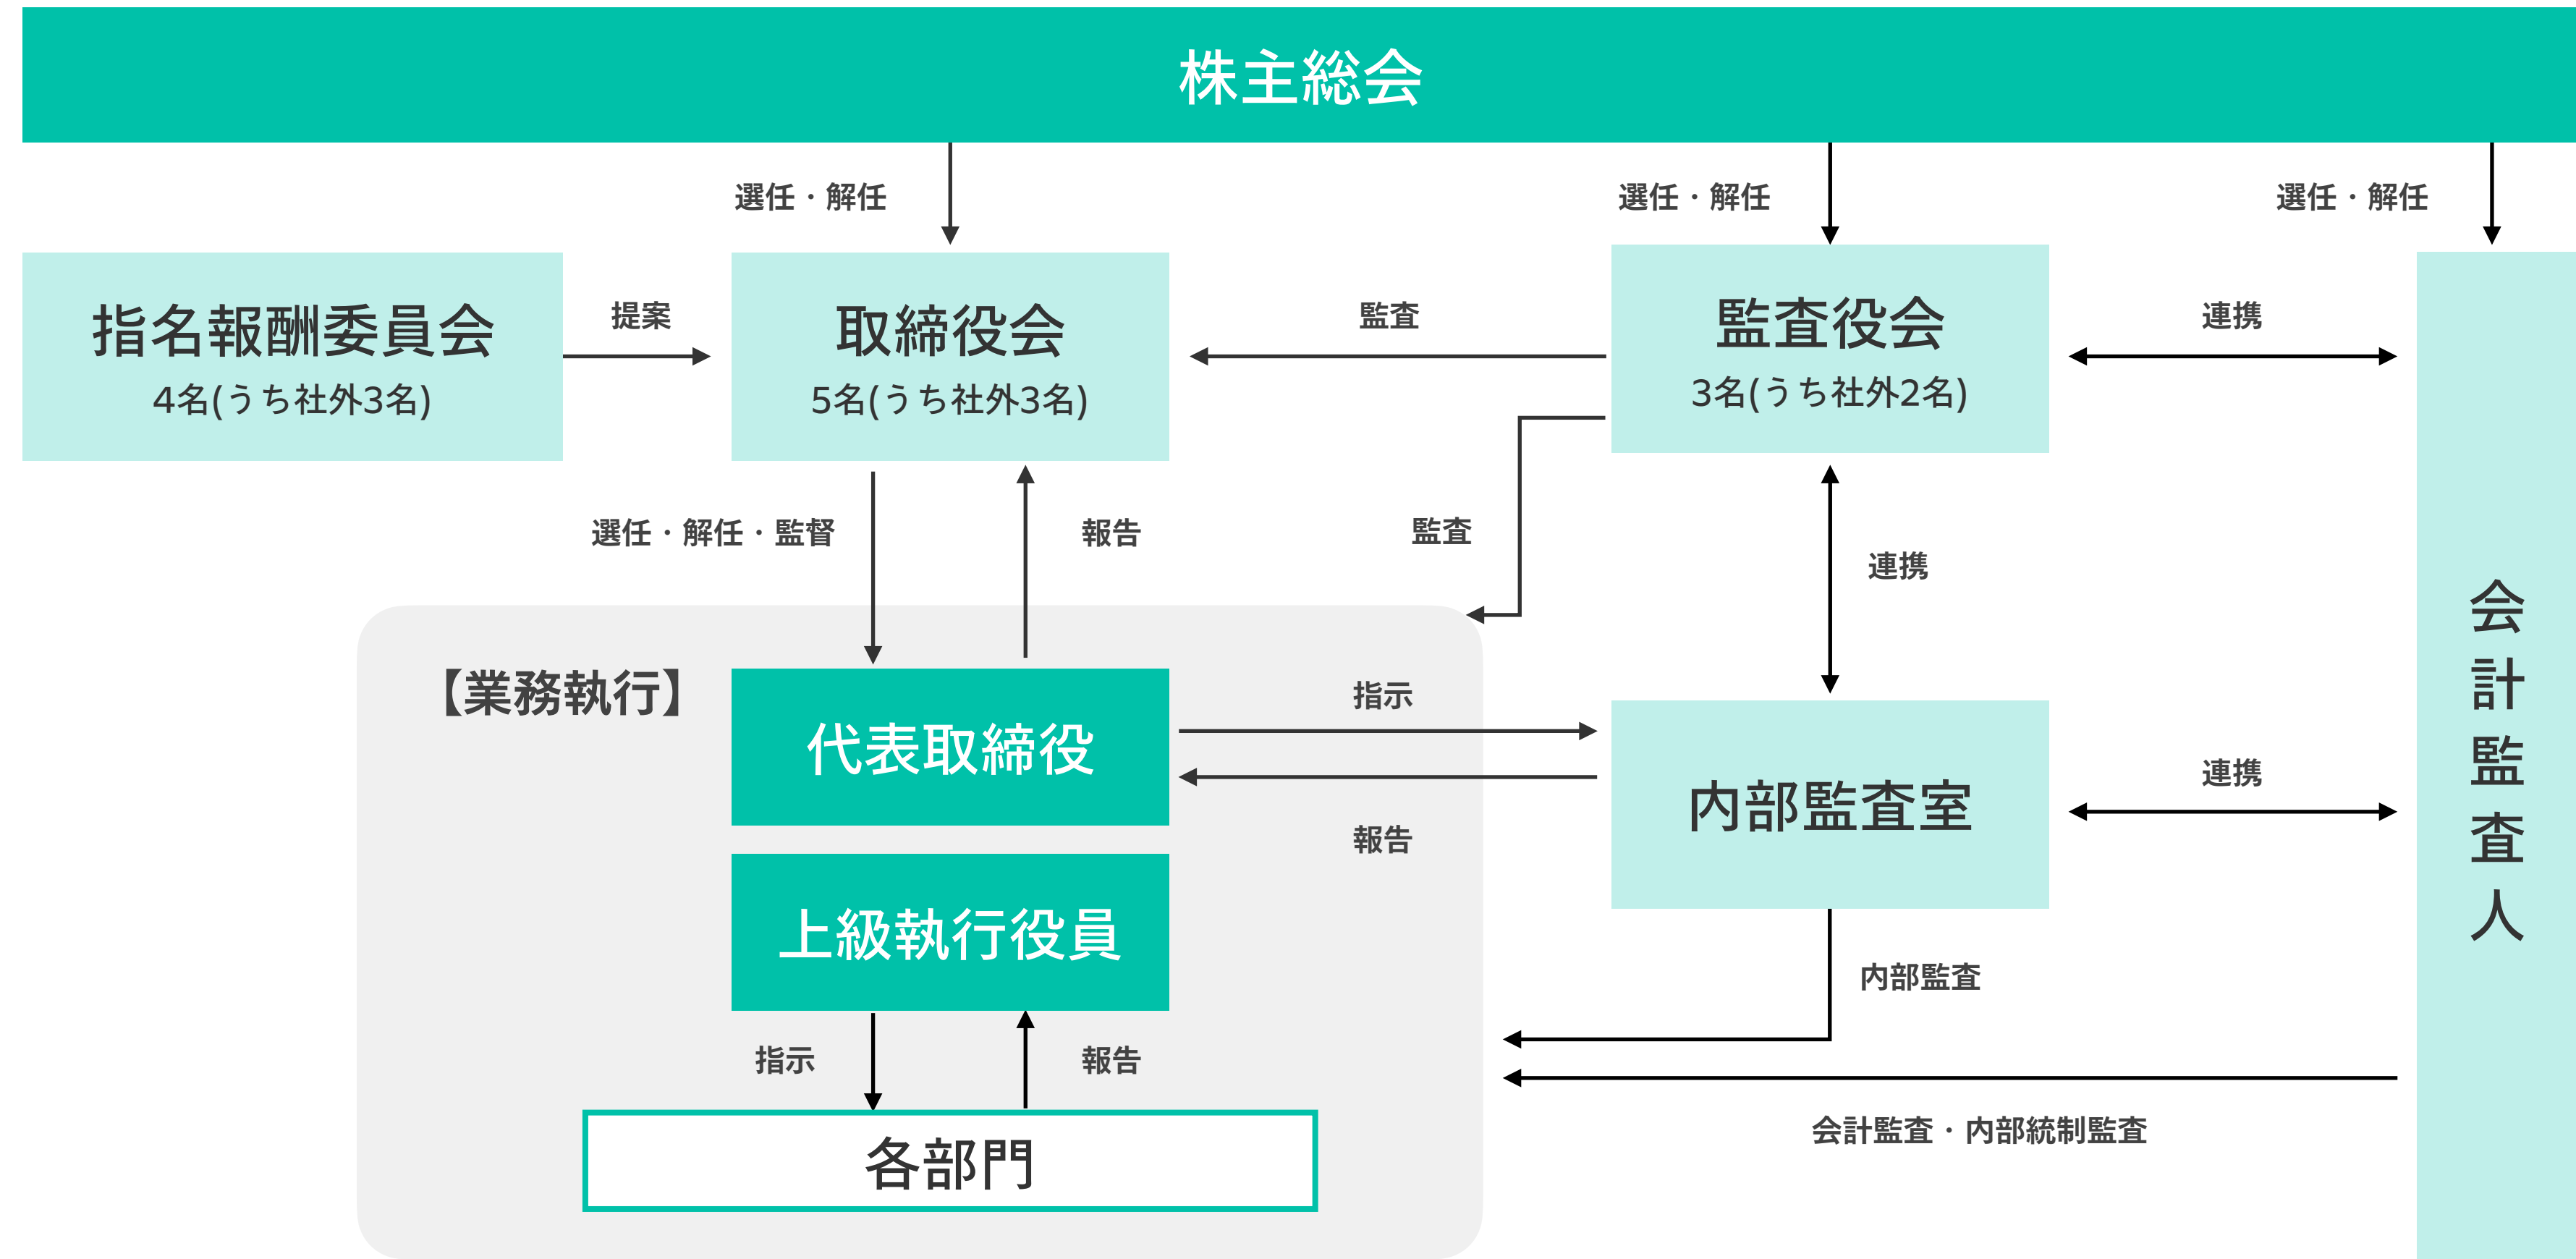 株主総会
選任・解任
選任・解任
選任・解任
指名報酬委員会
4名(うち社外3名)
提案
取締役会
5名(うち社外3名)
監査
監査役会
3名(うち社外2名)
連携
選任・解任・監督
報告
監査
連携
会計監査人
【業務執行】
代表取締役
指示
報告
内部監査室
連携
上級執行役員
内部監査
指示
報告
会計監査・内部統制監査
各部門